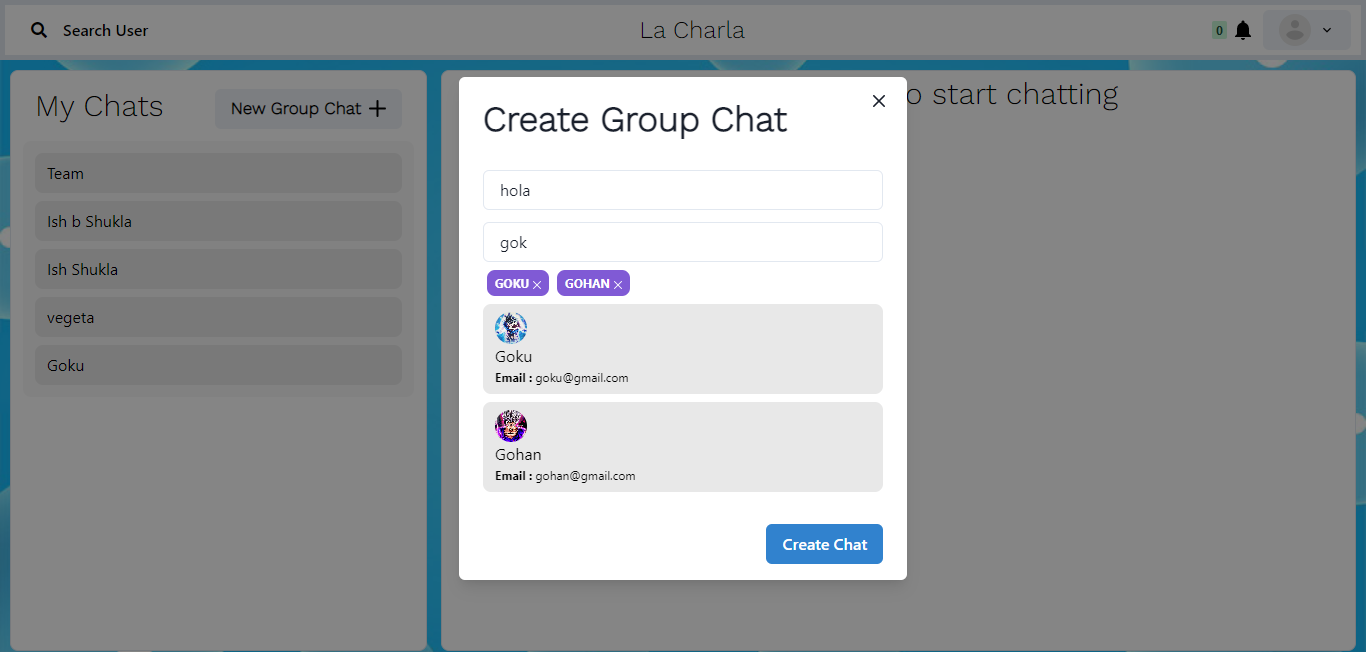 Search User
La Charla
0
My Chats
New Group Chat
Team
Ish b Shukla
Ish Shukla
vegeta
Goku
o start chatting
Create Group Chat
hola
gok
GOKU GOHAN
Goku
Email : goku@gmail.com
Gohan
Email : gohan@gmail.com
Create Chat